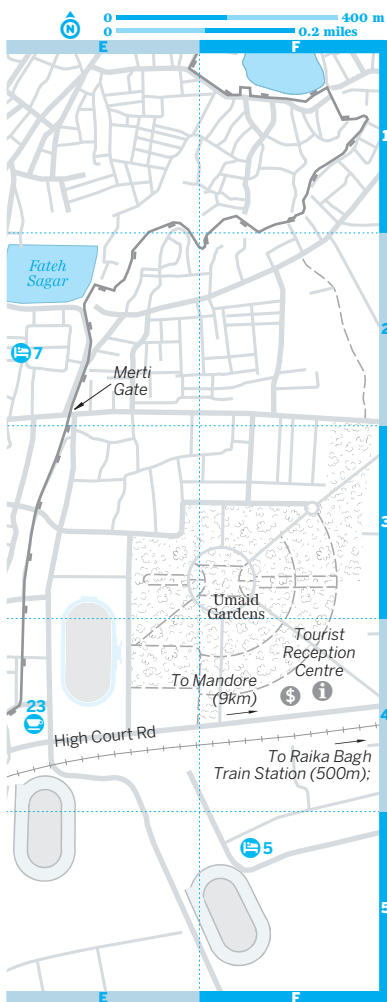 0 400 m
N
0 0.2 miles
E F
1
Fateh
Sagar
2
7
Merti
Gate
3
Umaid
Gardens
Tourist
Reception
Centre
To Mandore
(9km)
$ i
23
4
High Court Rd
To Raika Bagh
Train Station (500m);
5
5
E F